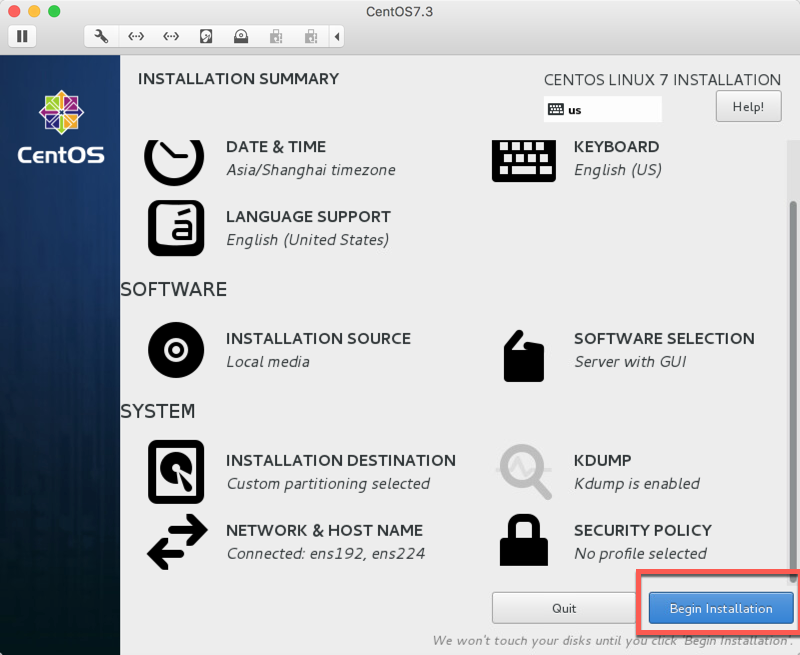 CentOS7.3
INSTALLATION SUMMARY
CENTOS LINUX 7 INSTALLATION
us
Help!
CentOS
DATE & TIME
Asia/Shanghai timezone
KEYBOARD
English (US)
LANGUAGE SUPPORT
English (United States)
SOFTWARE
INSTALLATION SOURCE
Local media
SOFTWARE SELECTION
Server with GUI
SYSTEM
INSTALLATION DESTINATION
Custom partitioning selected
KDUMP
Kdump is enabled
NETWORK & HOST NAME
Connected: ens192, ens224
SECURITY POLICY
No profile selected
Quit
Begin Installation
We won't touch your disks until you click 'Begin Installation'.